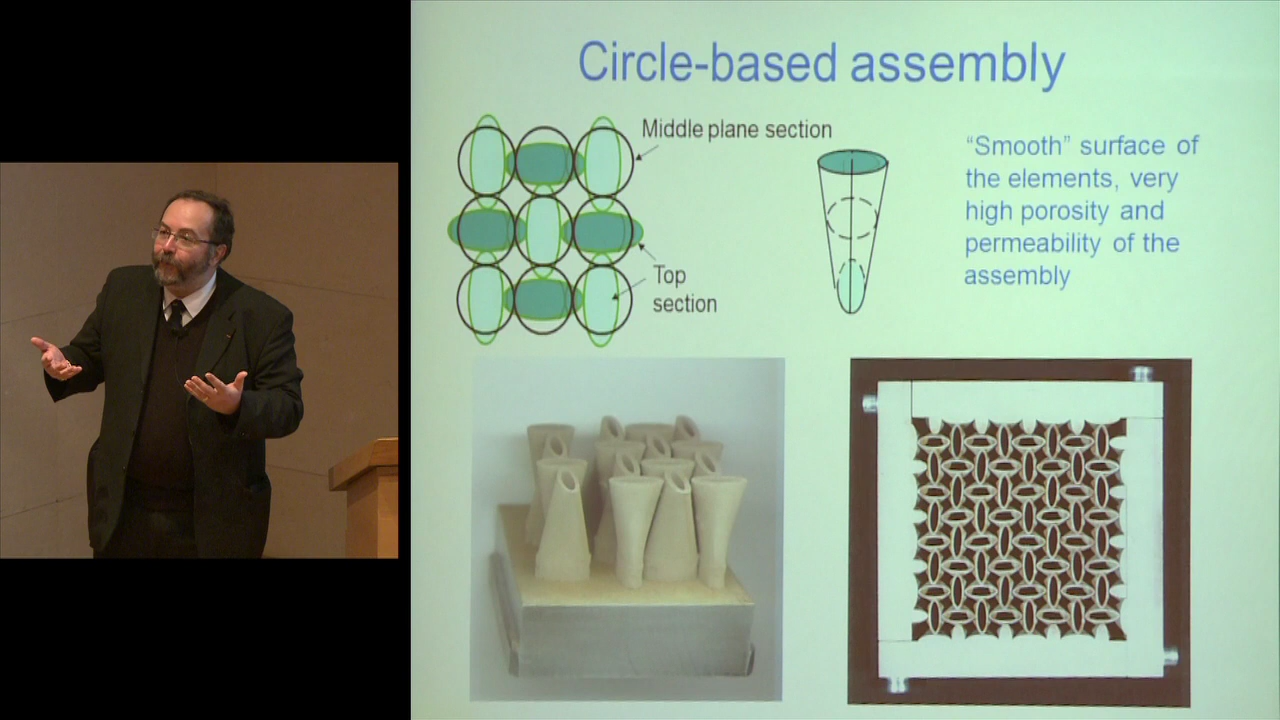 Circle-based assembly
Middle plane section
Top
section
“Smooth” surface of
the elements, very
high porosity and
permeability of the
assembly